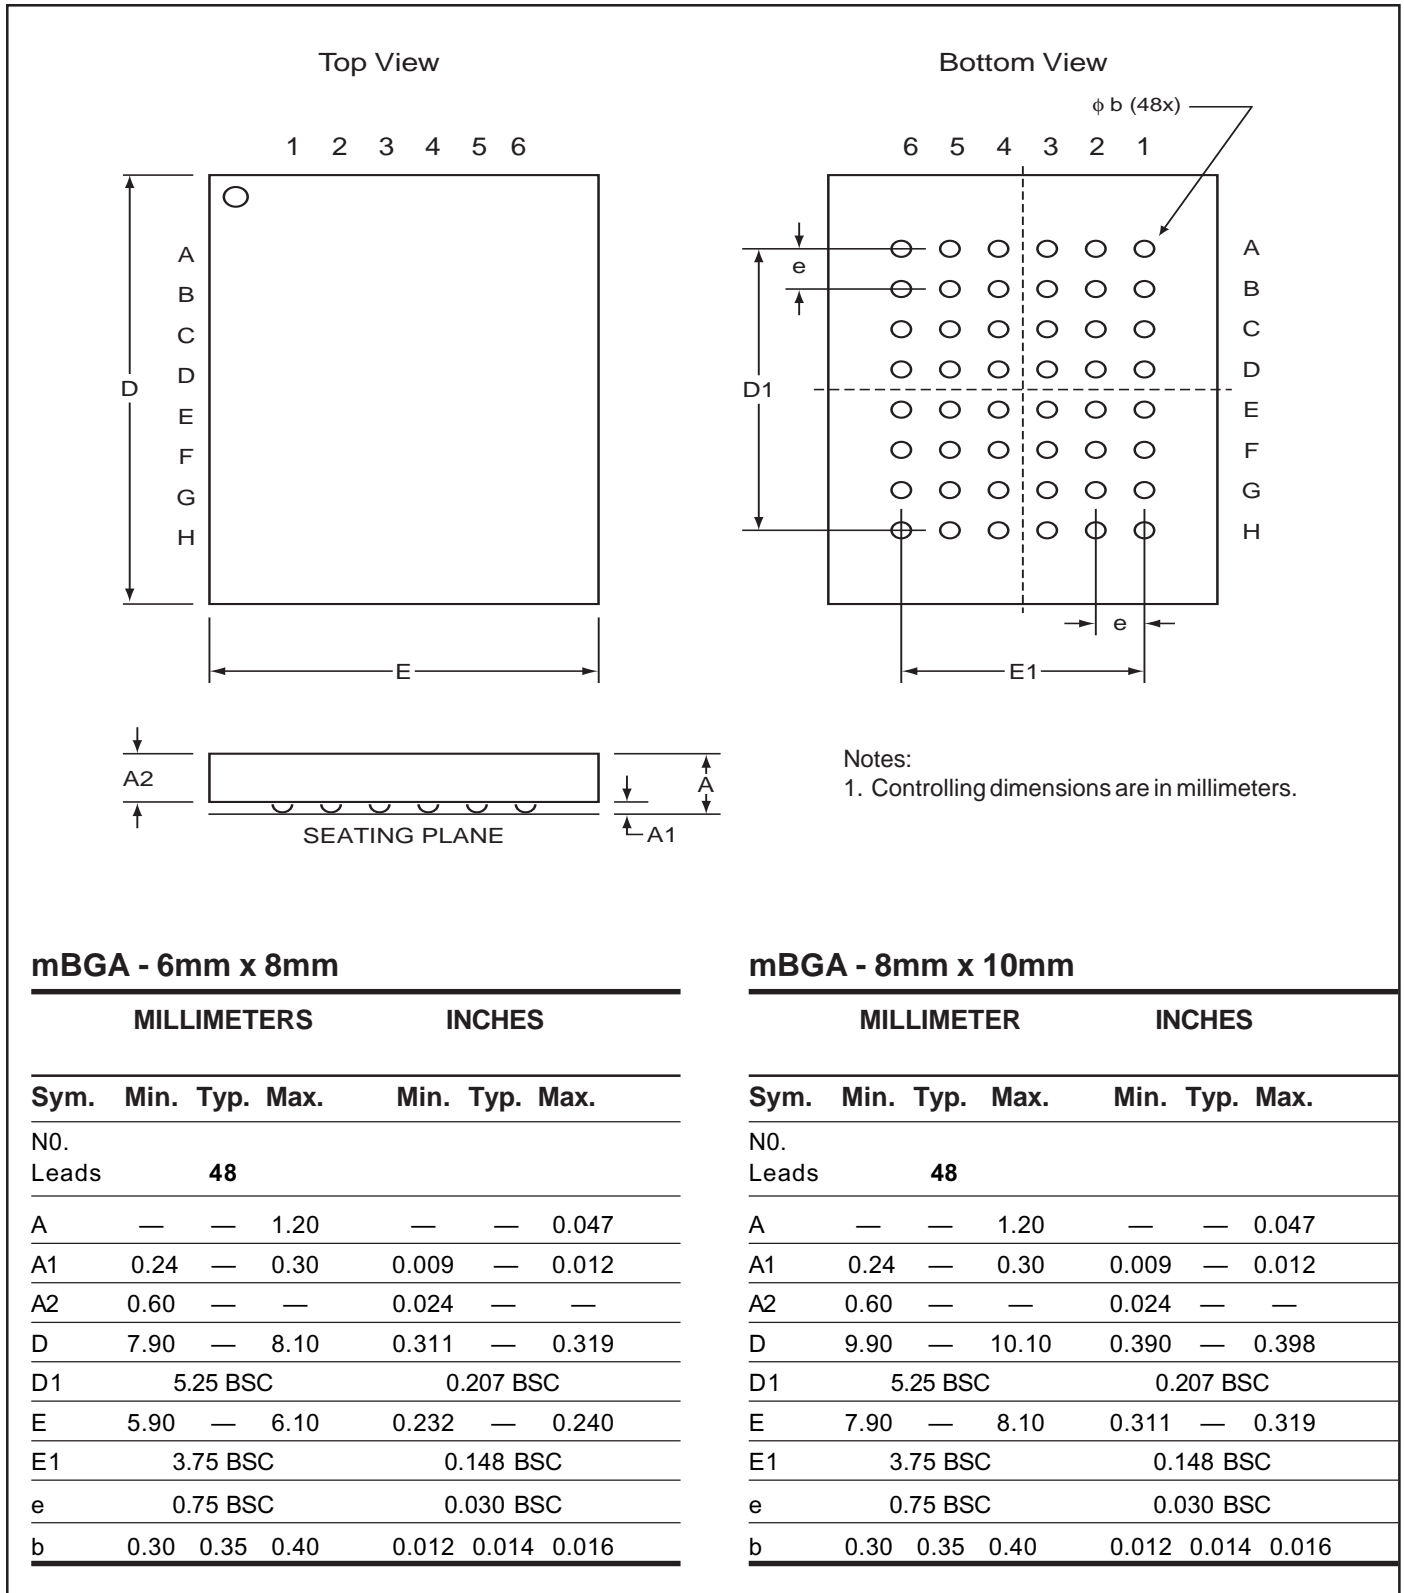 Top View
Bottom View
ϕ b (48x)
1 2 3 4 5 6
6 5 4 3 2 1
A
B
C
D
E
F
G
H
D
E
e
D1
A
B
C
D
E
F
G
H
e
E1
A2
A
A1
SEATING PLANE
Notes:
1. Controlling dimensions are in millimeters.
mBGA - 6mm x 8mm
MILLIMETERS INCHES
Sym. Min. Typ. Max. Min. Typ. Max.
N0.
Leads 48
A — — 1.20 — — 0.047
A1 0.24 — 0.30 0.009 — 0.012
A2 0.60 — — 0.024 — —
D 7.90 — 8.10 0.311 — 0.319
D1 5.25 BSC 0.207 BSC
E 5.90 — 6.10 0.232 — 0.240
E1 3.75 BSC 0.148 BSC
e 0.75 BSC 0.030 BSC
b 0.30 0.35 0.40 0.012 0.014 0.016
mBGA - 8mm x 10mm
MILLIMETER INCHES
Sym. Min. Typ. Max. Min. Typ. Max.
N0.
Leads 48
A — — 1.20 — — 0.047
A1 0.24 — 0.30 0.009 — 0.012
A2 0.60 — — 0.024 — —
D 9.90 — 10.10 0.390 — 0.398
D1 5.25 BSC 0.207 BSC
E 7.90 — 8.10 0.311 — 0.319
E1 3.75 BSC 0.148 BSC
e 0.75 BSC 0.030 BSC
b 0.30 0.35 0.40 0.012 0.014 0.016